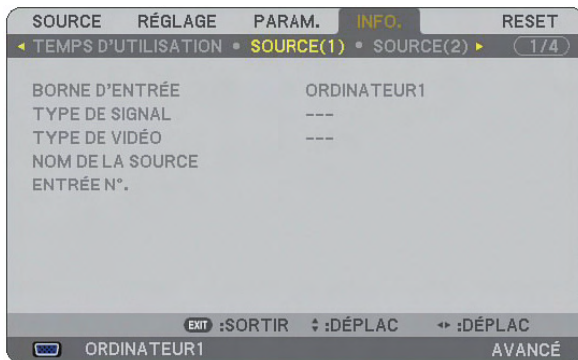 SOURCE RÉGLAGE PARAM. INFO. RESET
TEMPS D'UTILISATION • SOURCE(1) • SOURCE(2) 1/4
BORNE D'ENTRÉE ORDINATEUR1
TYPE DE SIGNAL ---
TYPE DE VIDÉO ---
NOM DE LA SOURCE
ENTRÉE N°.
EXIT :SORTIR :DÉPLAC :DÉPLAC
ORDINATEUR1 AVANCÉ